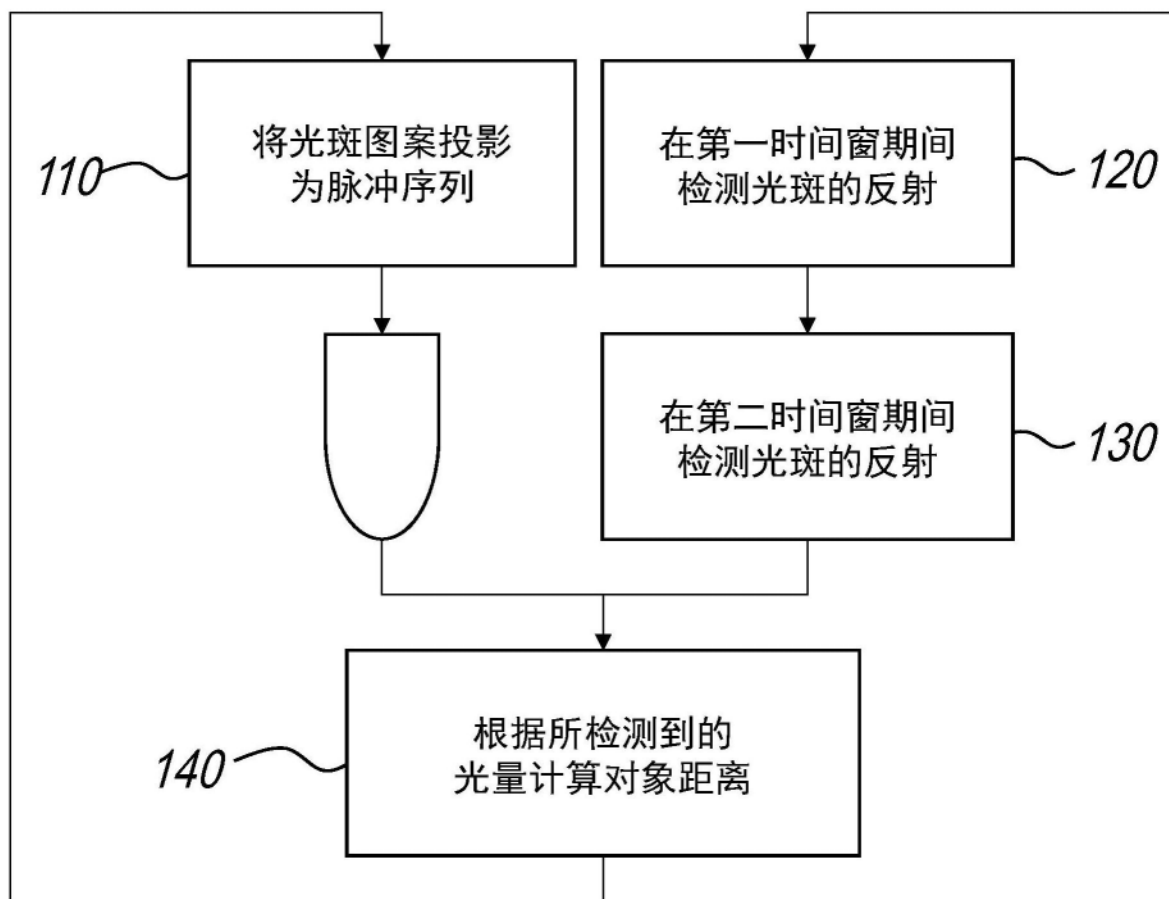 将光斑图案投影
为脉冲序列
110
在第一时间窗期间
检测光斑的反射
120
在第二时间窗期间
检测光斑的反射
130
根据所检测到的
光量计算对象距离
140